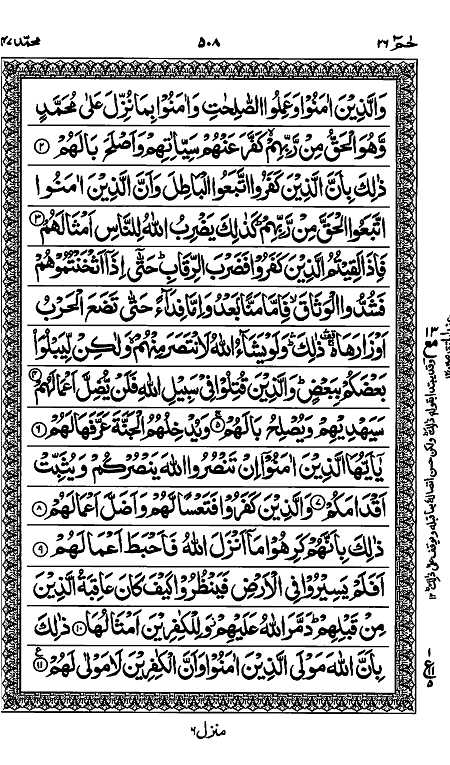 حٰمٓ ٢٦
٥٠٨
محمّد ٤٧
وَالَّذِيْنَ اٰمَنُوْا وَعَمِلُوا الصّٰلِحٰتِ وَاٰمَنُوْا بِمَا نُزِّلَ عَلٰى مُحَمَّدٍ
وَّهُوَ الْحَقُّ مِنْ رَّبِّهِمْ كَفَّرَ عَنْهُمْ سَيِّاٰتِهِمْ وَاَصْلَحَ بَالَهُمْ ٢
ذٰلِكَ بِاَنَّ الَّذِيْنَ كَفَرُوا اتَّبَعُوا الْبَاطِلَ وَاَنَّ الَّذِيْنَ اٰمَنُوا
اتَّبَعُوا الْحَقَّ مِنْ رَّبِّهِمْ كَذٰلِكَ يَضْرِبُ اللّٰهُ لِلنَّاسِ اَمْثَالَهُمْ ٣
فَاِذَا لَقِيْتُمُ الَّذِيْنَ كَفَرُوْا فَضَرْبَ الرِّقَابِ حَتّٰٓى اِذَآ اَثْخَنْتُمُوْهُمْ
فَشُدُّوا الْوَثَاقَ فَاِمَّا مَنًّۢا بَعْدُ وَاِمَّا فِدَآءً حَتّٰى تَضَعَ الْحَرْبُ
اَوْزَارَهَا ذٰلِكَ وَلَوْ يَشَآءُ اللّٰهُ لَانْتَصَرَ مِنْهُمْ وَلٰكِنْ لِّيَبْلُوَا۟
بَعْضَكُمْ بِبَعْضٍ وَالَّذِيْنَ قُتِلُوْا فِيْ سَبِيْلِ اللّٰهِ فَلَنْ يُّضِلَّ اَعْمَالَهُمْ ٤
سَيَهْدِيْهِمْ وَيُصْلِحُ بَالَهُمْ ٥ وَيُدْخِلُهُمُ الْجَنَّةَ عَرَّفَهَا لَهُمْ ٦
يٰٓاَيُّهَا الَّذِيْنَ اٰمَنُوْٓا اِنْ تَنْصُرُوا اللّٰهَ يَنْصُرْكُمْ وَيُثَبِّتْ
اَقْدَامَكُمْ ٧ وَالَّذِيْنَ كَفَرُوْا فَتَعْسًا لَّهُمْ وَاَضَلَّ اَعْمَالَهُمْ ٨
ذٰلِكَ بِاَنَّهُمْ كَرِهُوْا مَآ اَنْزَلَ اللّٰهُ فَاَحْبَطَ اَعْمَالَهُمْ ٩
اَفَلَمْ يَسِيْرُوْا فِي الْاَرْضِ فَيَنْظُرُوْا كَيْفَ كَانَ عَاقِبَةُ الَّذِيْنَ
مِنْ قَبْلِهِمْ دَمَّرَ اللّٰهُ عَلَيْهِمْ وَلِلْكٰفِرِيْنَ اَمْثَالُهَا ١٠ ذٰلِكَ
بِاَنَّ اللّٰهَ مَوْلَى الَّذِيْنَ اٰمَنُوْا وَاَنَّ الْكٰفِرِيْنَ لَا مَوْلٰى لَهُمْ ١١
منزل ٦